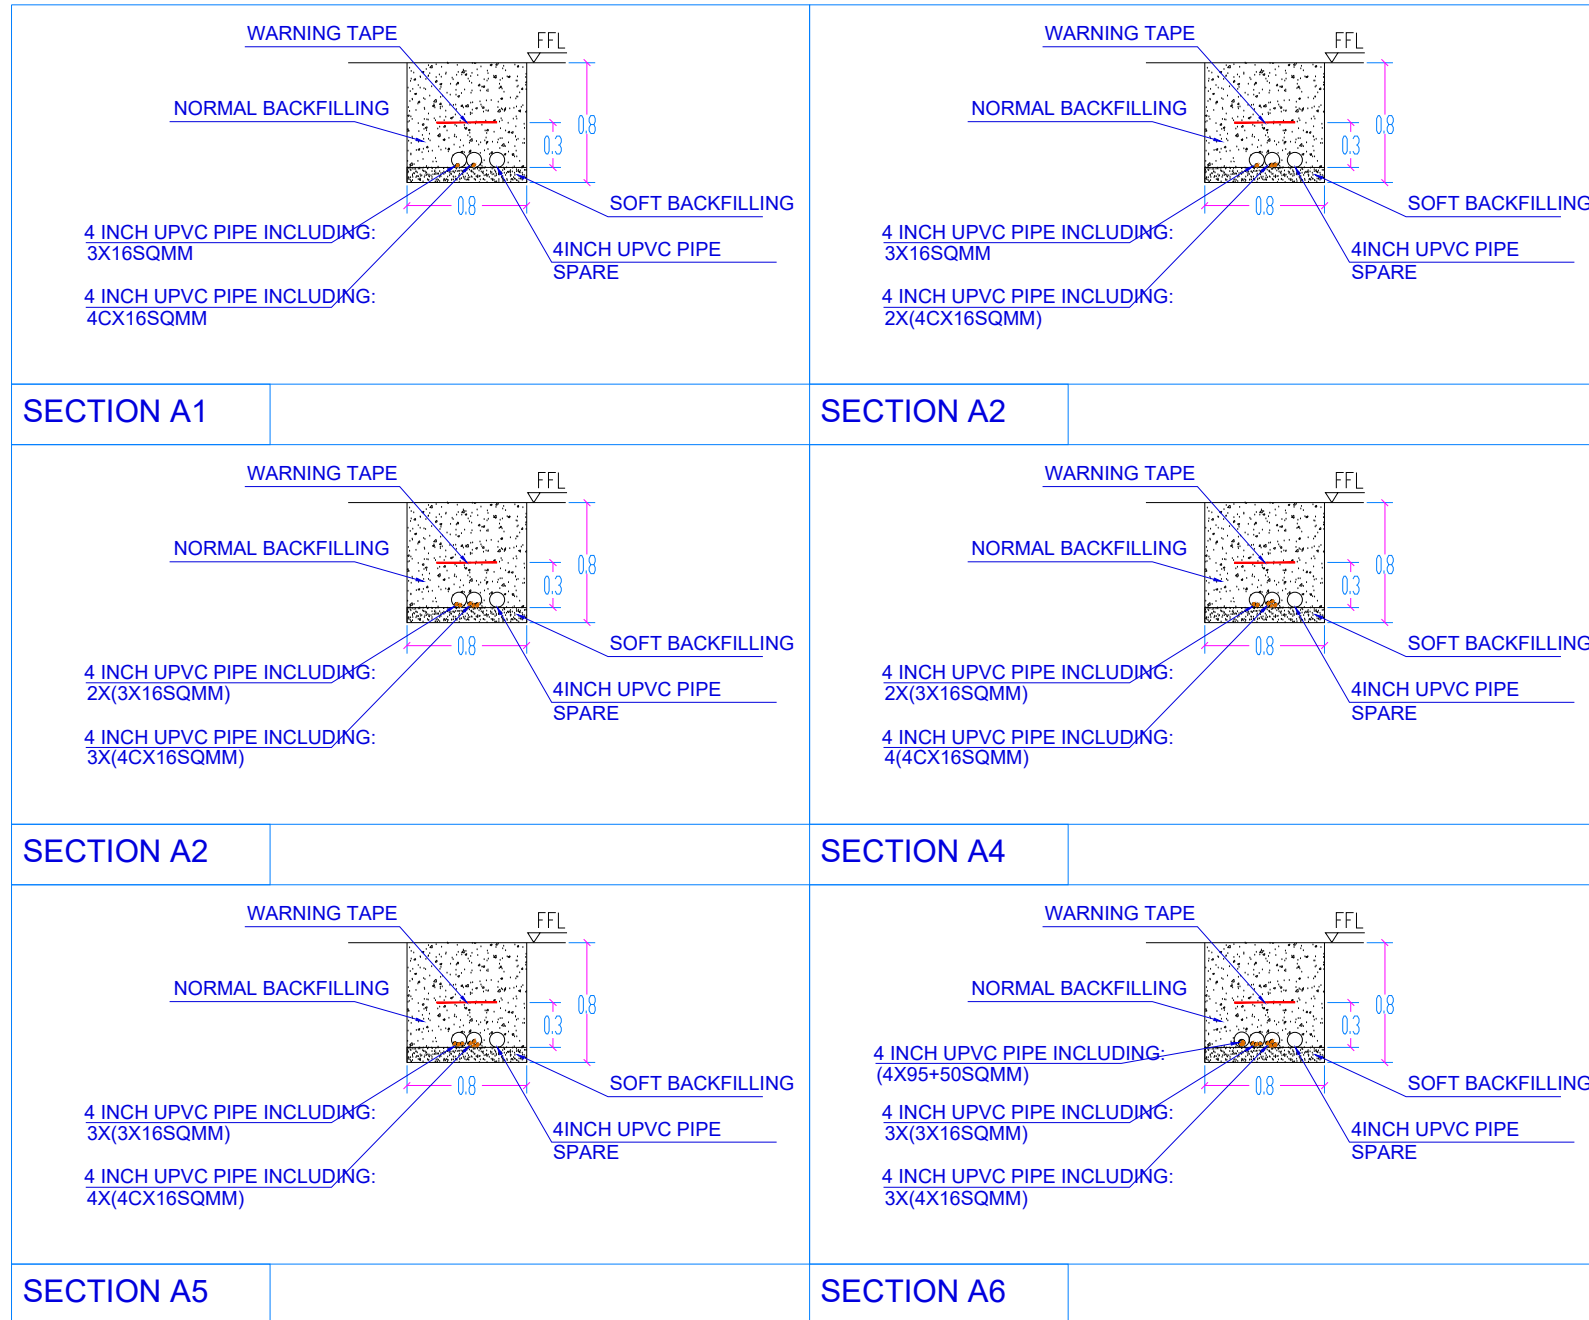 WARNING TAPE
FFL
NORMAL BACKFILLING
0.8
0.3
0.8
SOFT BACKFILLING
4 INCH UPVC PIPE INCLUDING:
3X16SQMM
4INCH UPVC PIPE
SPARE
4 INCH UPVC PIPE INCLUDING:
4CX16SQMM
SECTION A1
WARNING TAPE
FFL
NORMAL BACKFILLING
0.8
0.3
0.8
SOFT BACKFILLING
4 INCH UPVC PIPE INCLUDING:
3X16SQMM
4INCH UPVC PIPE
SPARE
4 INCH UPVC PIPE INCLUDING:
2X(4CX16SQMM)
SECTION A2
WARNING TAPE
FFL
NORMAL BACKFILLING
0.8
0.3
0.8
SOFT BACKFILLING
4 INCH UPVC PIPE INCLUDING:
2X(3X16SQMM)
4INCH UPVC PIPE
SPARE
4 INCH UPVC PIPE INCLUDING:
3X(4CX16SQMM)
SECTION A2
WARNING TAPE
FFL
NORMAL BACKFILLING
0.8
0.3
0.8
SOFT BACKFILLING
4 INCH UPVC PIPE INCLUDING:
2X(3X16SQMM)
4INCH UPVC PIPE
SPARE
4 INCH UPVC PIPE INCLUDING:
4(4CX16SQMM)
SECTION A4
WARNING TAPE
FFL
NORMAL BACKFILLING
0.8
0.3
0.8
SOFT BACKFILLING
4 INCH UPVC PIPE INCLUDING:
3X(3X16SQMM)
4INCH UPVC PIPE
SPARE
4 INCH UPVC PIPE INCLUDING:
4X(4CX16SQMM)
SECTION A5
WARNING TAPE
FFL
NORMAL BACKFILLING
0.8
0.3
4 INCH UPVC PIPE INCLUDING:
(4X95+50SQMM)
0.8
SOFT BACKFILLING
4 INCH UPVC PIPE INCLUDING:
3X(3X16SQMM)
4INCH UPVC PIPE
SPARE
4 INCH UPVC PIPE INCLUDING:
3X(4X16SQMM)
SECTION A6